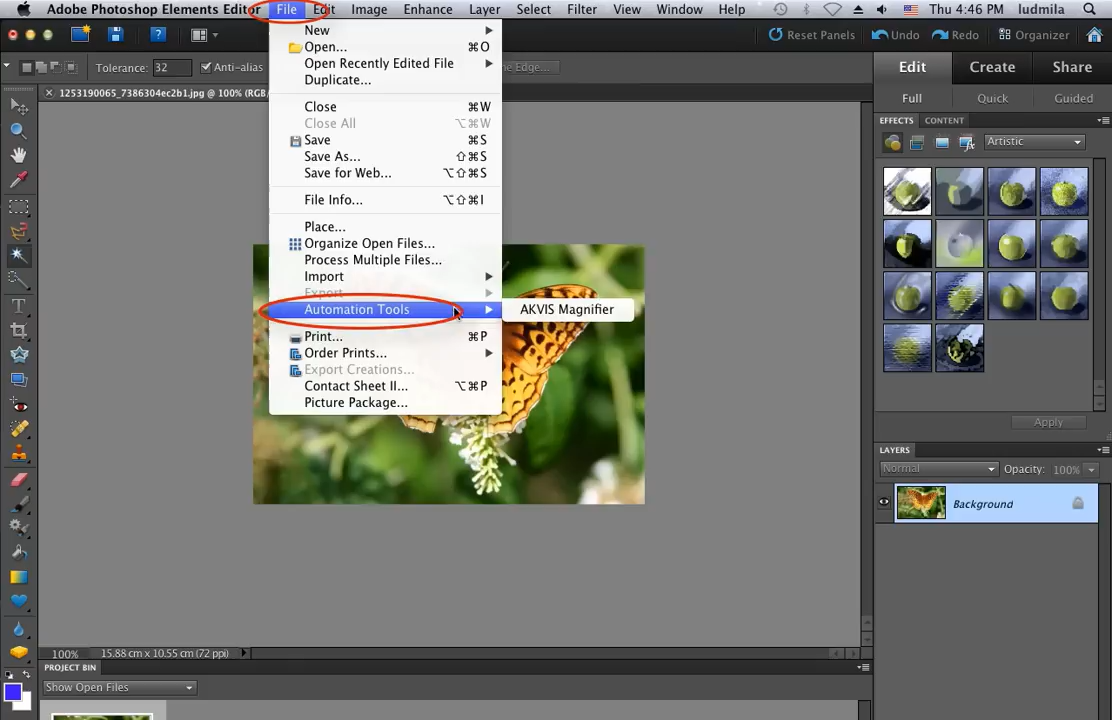 Adobe Photoshop Elements Editor File Edit Image Enhance Layer Select Filter View Window Help Thu 4:46 PM ludmila
Reset Panels Undo Redo Organizer
Tolerance: 32 Anti-alias e Edge...
Edit Create Share
Full Quick Guided
1253190065_7386304ec2b1.jpg @ 100% (RGB/
New
Open... ⌘O
Open Recently Edited File
Duplicate...
Close ⌘W
Close All ⌥⌘W
Save ⌘S
Save As... ⇧⌘S
Save for Web... ⌥⇧⌘S
File Info... ⌥⇧⌘I
Place...
Organize Open Files...
Process Multiple Files...
Import
Export
Automation Tools
AKVIS Magnifier
Print... ⌘P
Order Prints...
Export Creations...
Contact Sheet II... ⌥⌘P
Picture Package...
EFFECTS CONTENT
Artistic
Apply
LAYERS
Normal Opacity: 100%
Background
100% 15.88 cm x 10.55 cm (72 ppi)
PROJECT BIN
Show Open Files